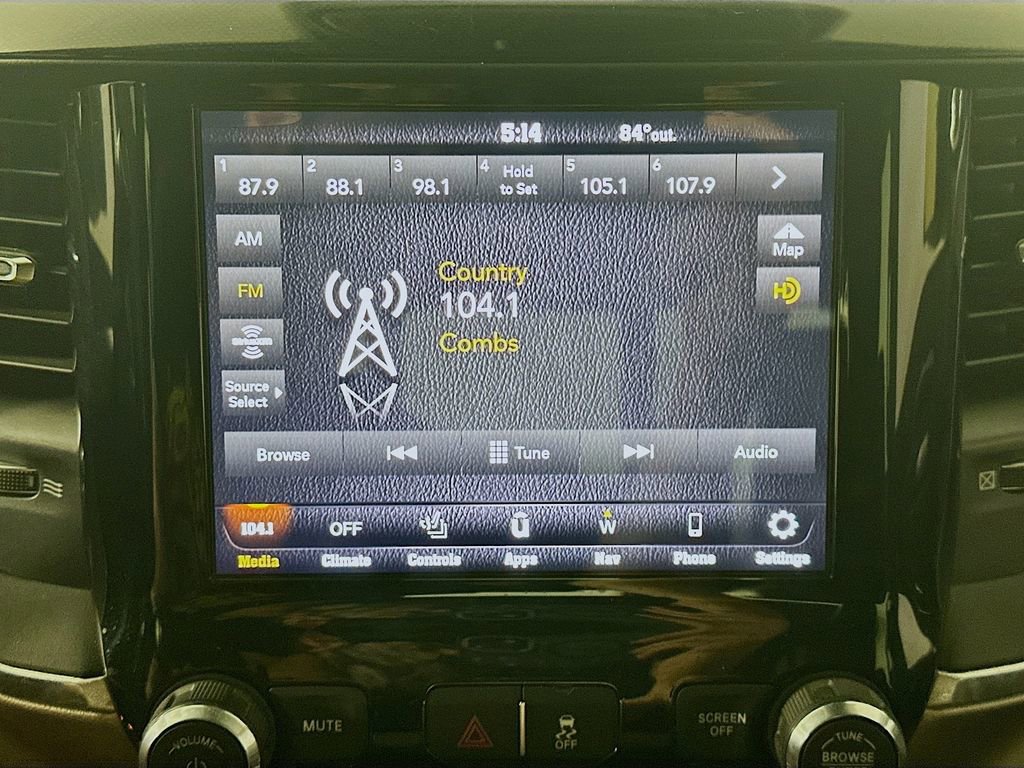 5:14 84°out.
1 87.9 2 88.1 3 98.1 4 Hold to Set 5 105.1 6 107.9 >
AM
FM
SiriusXM
Source
Select
Country
104.1
Combs
Map
HD
Browse Tune Audio
104.1 OFF U W
Media Climate Controls Apps Nav Phone Settings
VOLUME
MUTE
OFF
SCREEN
OFF
TUNE
BROWSE